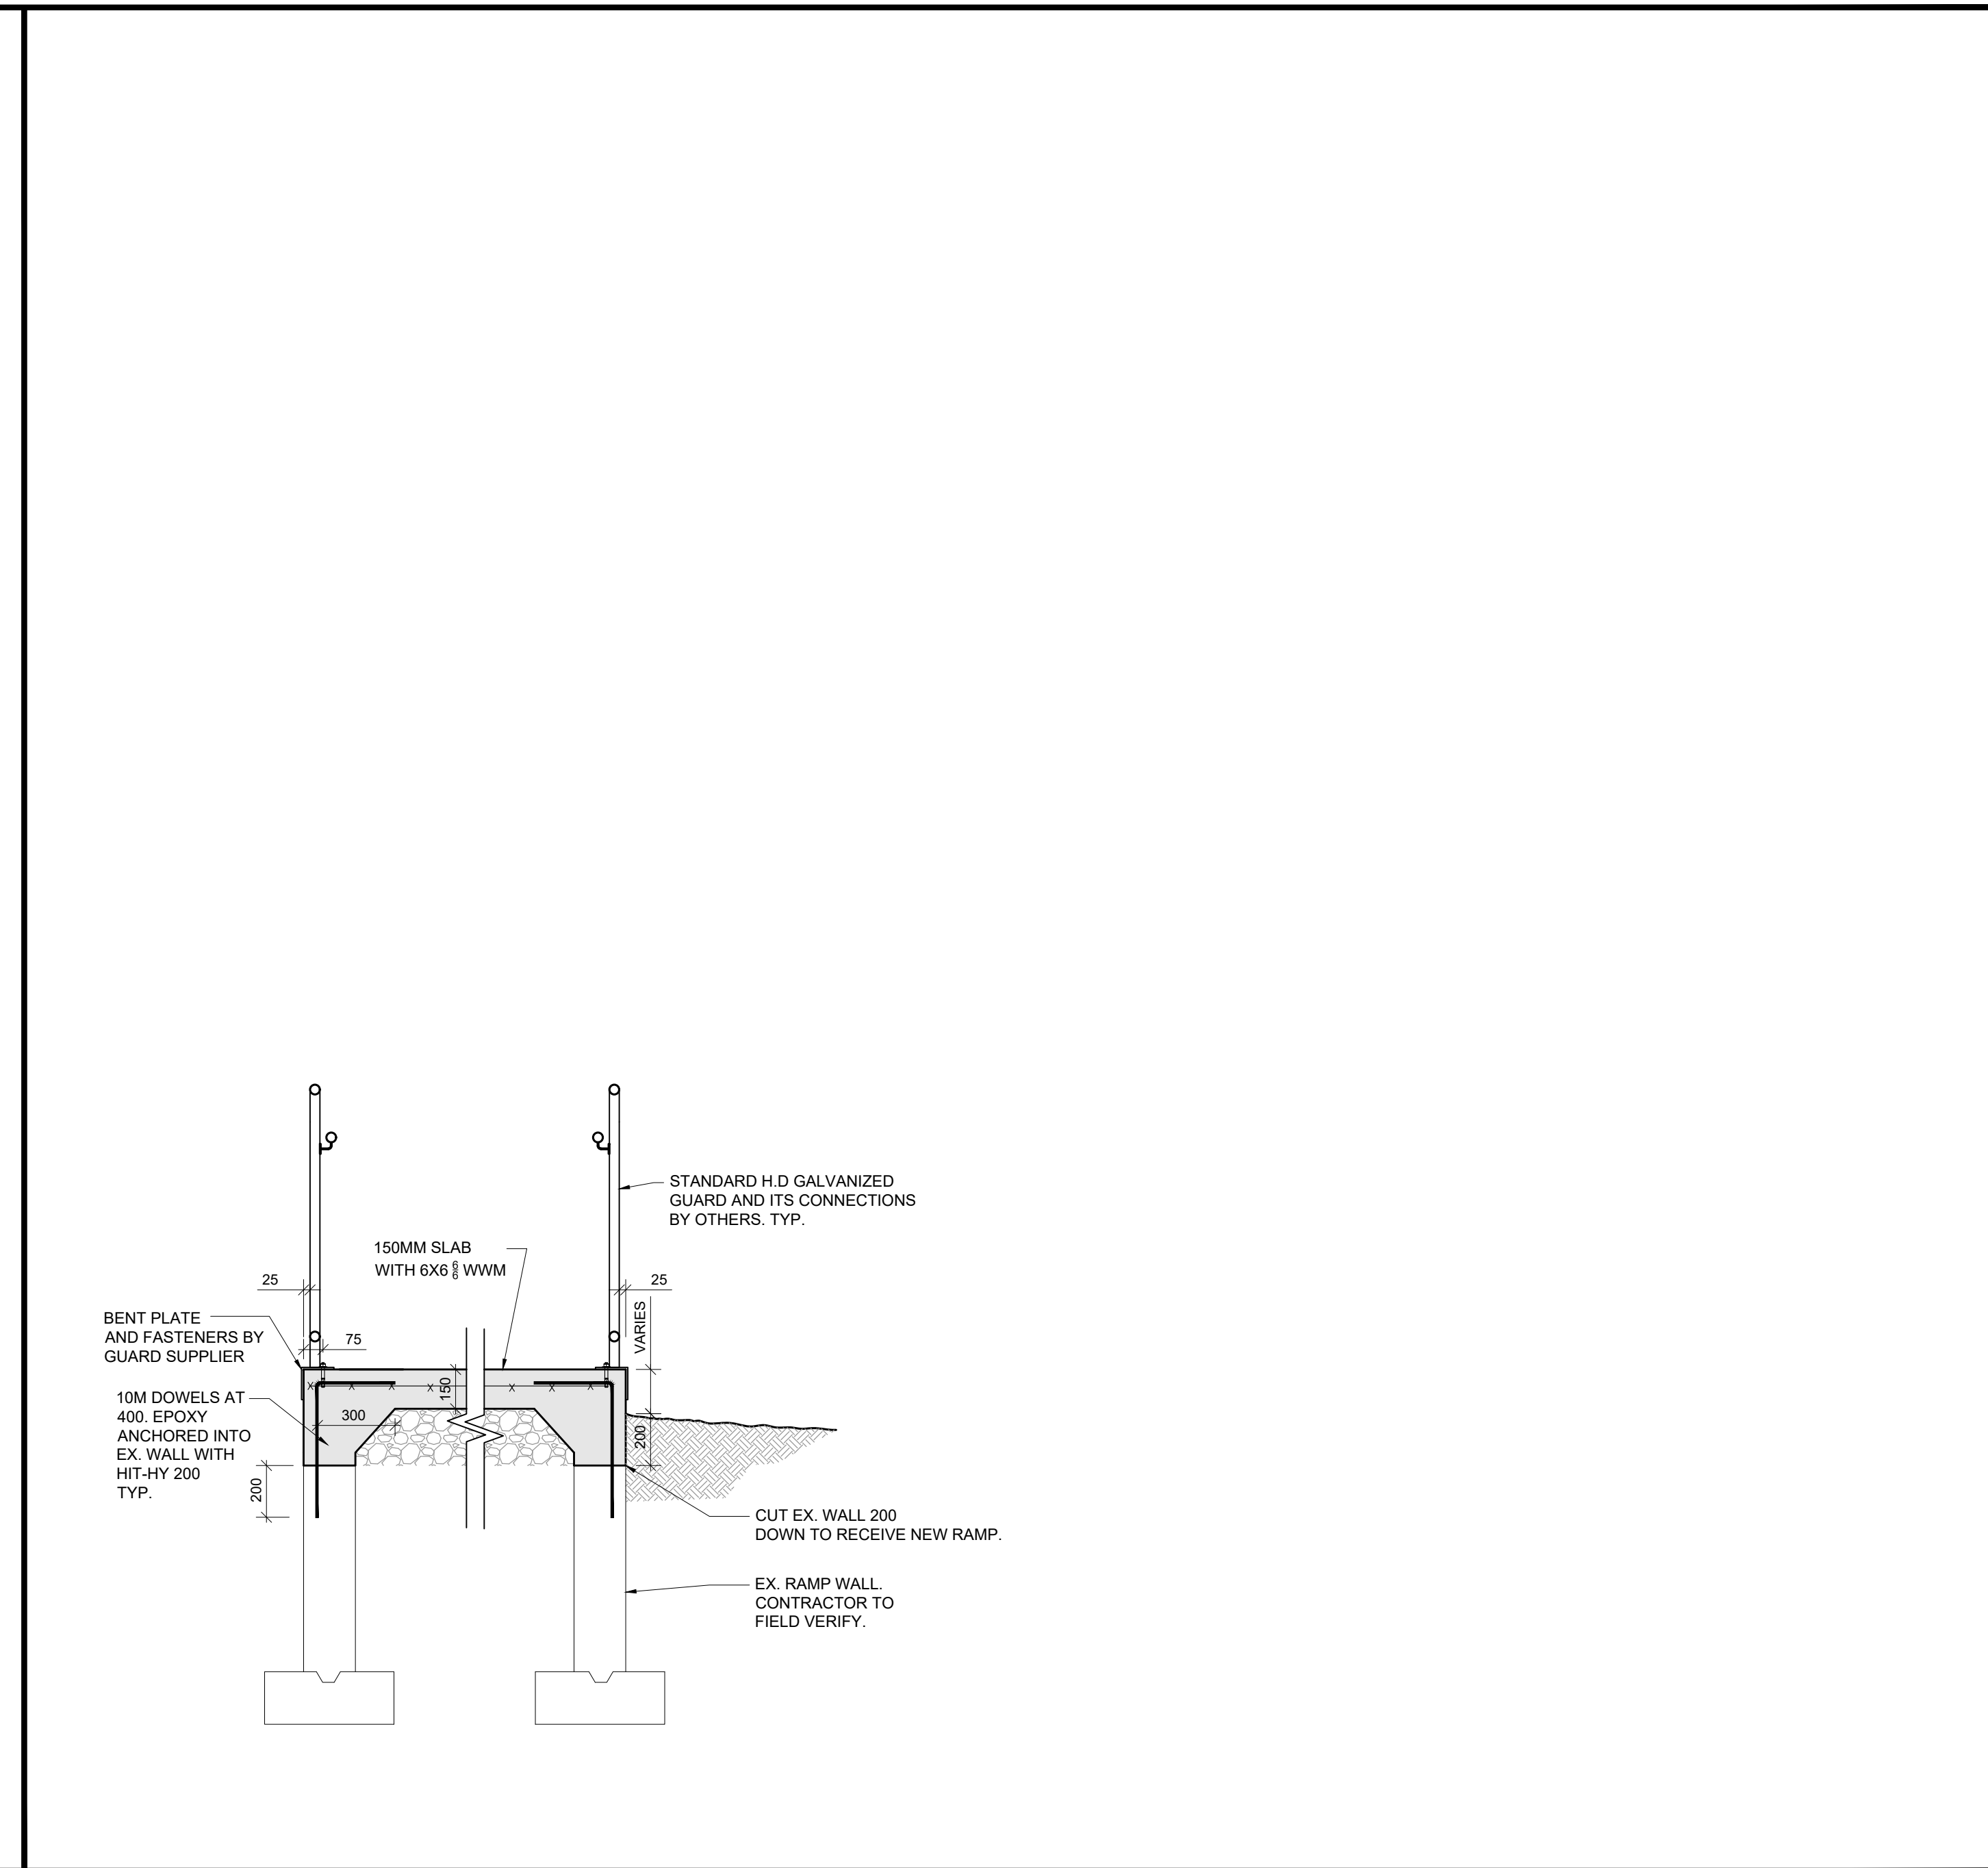 STANDARD H.D GALVANIZED
GUARD AND ITS CONNECTIONS
BY OTHERS. TYP.
150MM SLAB
WITH 6X6 6/6 WWM
25
25
VARIES
BENT PLATE
AND FASTENERS BY
GUARD SUPPLIER
75
150
10M DOWELS AT
400. EPOXY
ANCHORED INTO
EX. WALL WITH
HIT-HY 200
TYP.
300
200
200
CUT EX. WALL 200
DOWN TO RECEIVE NEW RAMP.
EX. RAMP WALL.
CONTRACTOR TO
FIELD VERIFY.